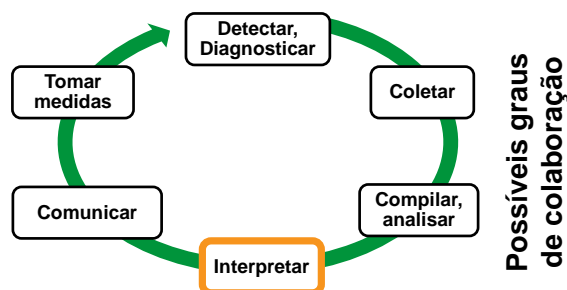 Detectar,
Diagnosticar
Coletar
Compilar,
analisar
Interpretar
Comunicar
Tomar
medidas
Possíveis graus
de colaboração